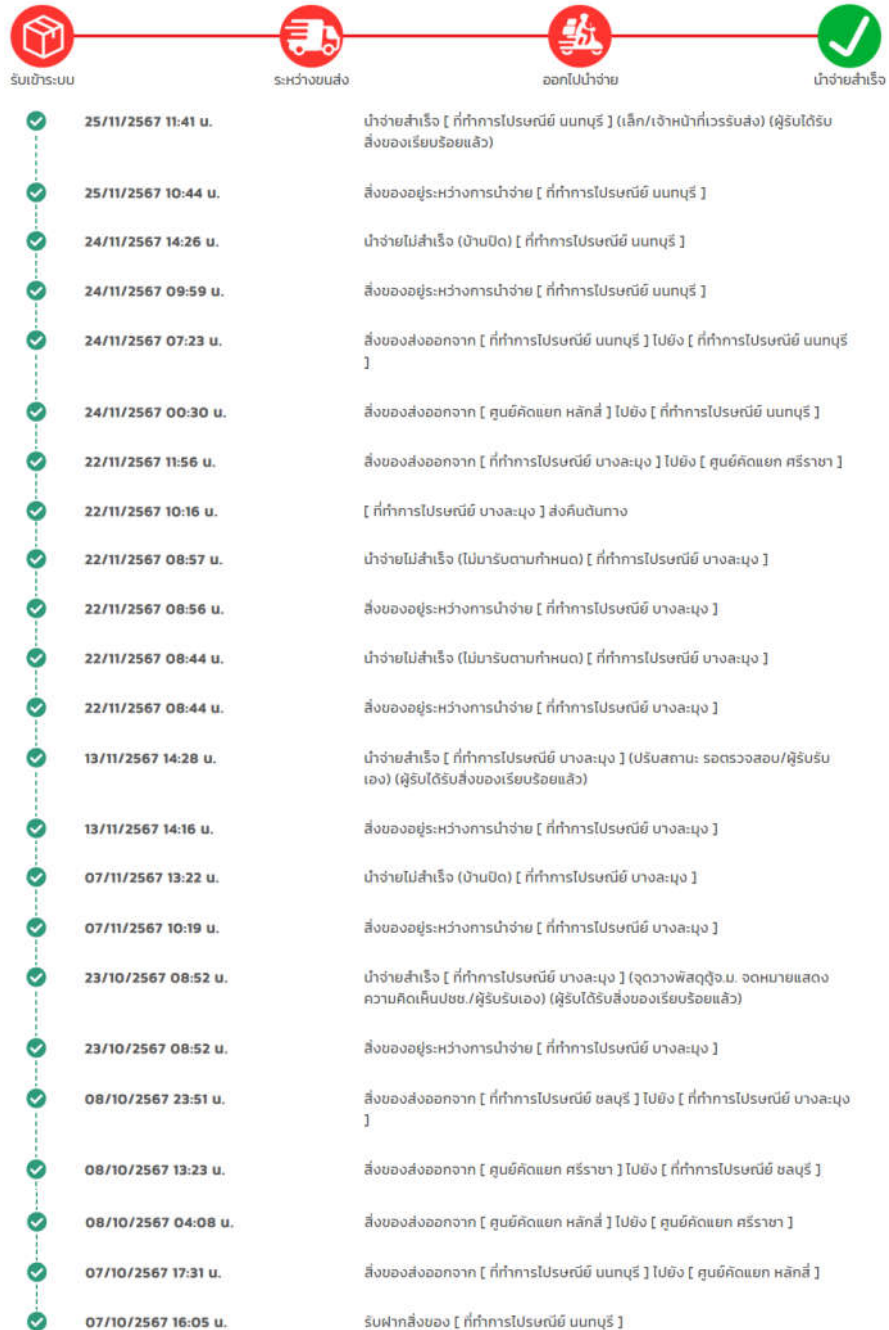 รับเข้าระบบ
ระหว่างขนส่ง
ออกไปนำจ่าย
นำจ่ายสำเร็จ
25/11/2567 11:41 น.
นำจ่ายสำเร็จ [ ที่ทำการไปรษณีย์ นนทบุรี ] (เล็ก/เจ้าหน้าที่เวรรับส่ง) (ผู้รับได้รับ
สิ่งของเรียบร้อยแล้ว)
25/11/2567 10:44 น.
สิ่งของอยู่ระหว่างการนำจ่าย [ ที่ทำการไปรษณีย์ นนทบุรี ]
24/11/2567 14:26 น.
นำจ่ายไม่สำเร็จ (บ้านปิด) [ ที่ทำการไปรษณีย์ นนทบุรี ]
24/11/2567 09:59 น.
สิ่งของอยู่ระหว่างการนำจ่าย [ ที่ทำการไปรษณีย์ นนทบุรี ]
24/11/2567 07:23 น.
สิ่งของส่งออกจาก [ ที่ทำการไปรษณีย์ นนทบุรี ] ไปยัง [ ที่ทำการไปรษณีย์ นนทบุรี
]
24/11/2567 00:30 น.
สิ่งของส่งออกจาก [ ศูนย์คัดแยก หลักสี่ ] ไปยัง [ ที่ทำการไปรษณีย์ นนทบุรี ]
22/11/2567 11:56 น.
สิ่งของส่งออกจาก [ ที่ทำการไปรษณีย์ บางละมุง ] ไปยัง [ ศูนย์คัดแยก ศรีราชา ]
22/11/2567 10:16 น.
[ ที่ทำการไปรษณีย์ บางละมุง ] ส่งคืนต้นทาง
22/11/2567 08:57 น.
นำจ่ายไม่สำเร็จ (ไม่มารับตามกำหนด) [ ที่ทำการไปรษณีย์ บางละมุง ]
22/11/2567 08:56 น.
สิ่งของอยู่ระหว่างการนำจ่าย [ ที่ทำการไปรษณีย์ บางละมุง ]
22/11/2567 08:44 น.
นำจ่ายไม่สำเร็จ (ไม่มารับตามกำหนด) [ ที่ทำการไปรษณีย์ บางละมุง ]
22/11/2567 08:44 น.
สิ่งของอยู่ระหว่างการนำจ่าย [ ที่ทำการไปรษณีย์ บางละมุง ]
13/11/2567 14:28 น.
นำจ่ายสำเร็จ [ ที่ทำการไปรษณีย์ บางละมุง ] (ปรับสถานะ รอตรวจสอบ/ผู้รับรับ
เอง) (ผู้รับได้รับสิ่งของเรียบร้อยแล้ว)
13/11/2567 14:16 น.
สิ่งของอยู่ระหว่างการนำจ่าย [ ที่ทำการไปรษณีย์ บางละมุง ]
07/11/2567 13:22 น.
นำจ่ายไม่สำเร็จ (บ้านปิด) [ ที่ทำการไปรษณีย์ บางละมุง ]
07/11/2567 10:19 น.
สิ่งของอยู่ระหว่างการนำจ่าย [ ที่ทำการไปรษณีย์ บางละมุง ]
23/10/2567 08:52 น.
นำจ่ายสำเร็จ [ ที่ทำการไปรษณีย์ บางละมุง ] (จุดวางพัสดุตู้จ.ม. จดหมายแสดง
ความคิดเห็นปชช./ผู้รับรับเอง) (ผู้รับได้รับสิ่งของเรียบร้อยแล้ว)
23/10/2567 08:52 น.
สิ่งของอยู่ระหว่างการนำจ่าย [ ที่ทำการไปรษณีย์ บางละมุง ]
08/10/2567 23:51 น.
สิ่งของส่งออกจาก [ ที่ทำการไปรษณีย์ ชลบุรี ] ไปยัง [ ที่ทำการไปรษณีย์ บางละมุง
]
08/10/2567 13:23 น.
สิ่งของส่งออกจาก [ ศูนย์คัดแยก ศรีราชา ] ไปยัง [ ที่ทำการไปรษณีย์ ชลบุรี ]
08/10/2567 04:08 น.
สิ่งของส่งออกจาก [ ศูนย์คัดแยก หลักสี่ ] ไปยัง [ ศูนย์คัดแยก ศรีราชา ]
07/10/2567 17:31 น.
สิ่งของส่งออกจาก [ ที่ทำการไปรษณีย์ นนทบุรี ] ไปยัง [ ศูนย์คัดแยก หลักสี่ ]
07/10/2567 16:05 น.
รับฝากสิ่งของ [ ที่ทำการไปรษณีย์ นนทบุรี ]